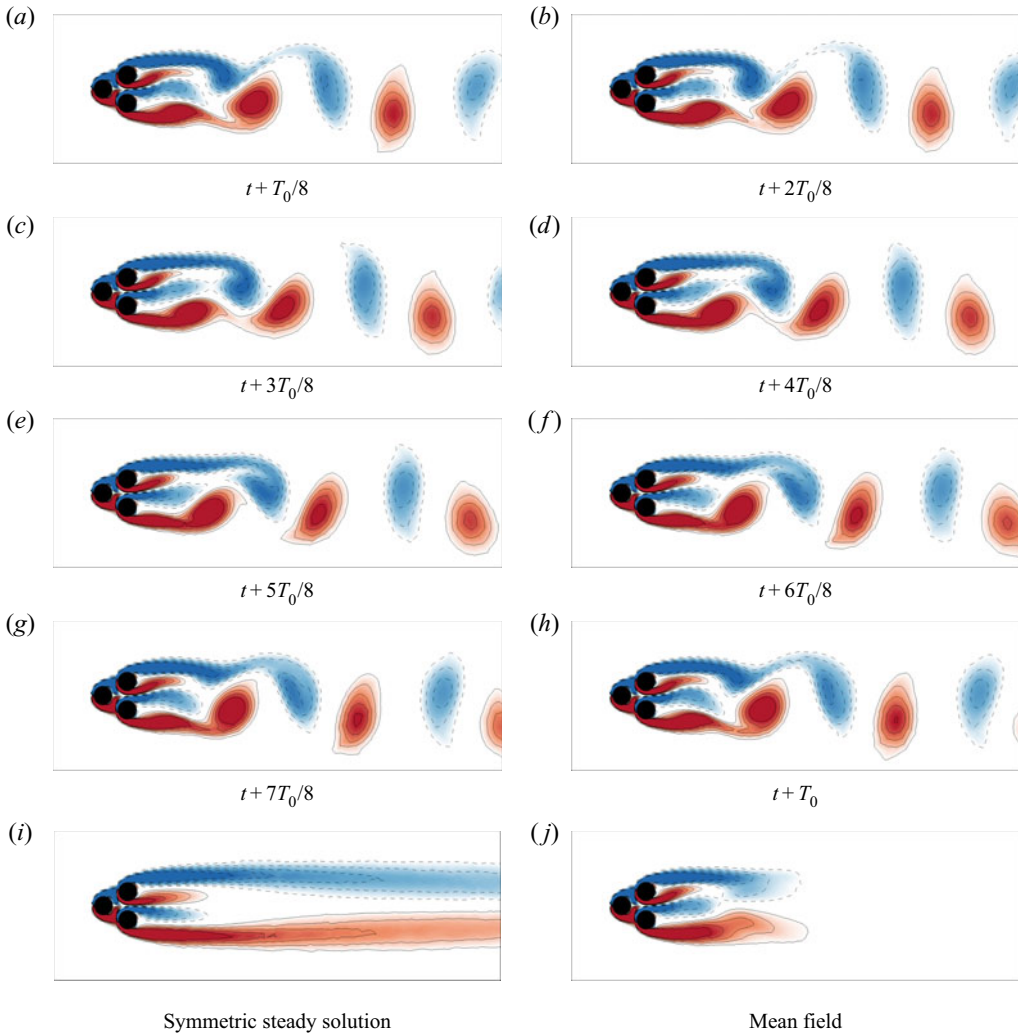 (a) (b)
t + T₀/8 t + 2T₀/8
(c) (d)
t + 3T₀/8 t + 4T₀/8
(e) (f)
t + 5T₀/8 t + 6T₀/8
(g) (h)
t + 7T₀/8 t + T₀
(i) (j)
Symmetric steady solution Mean field